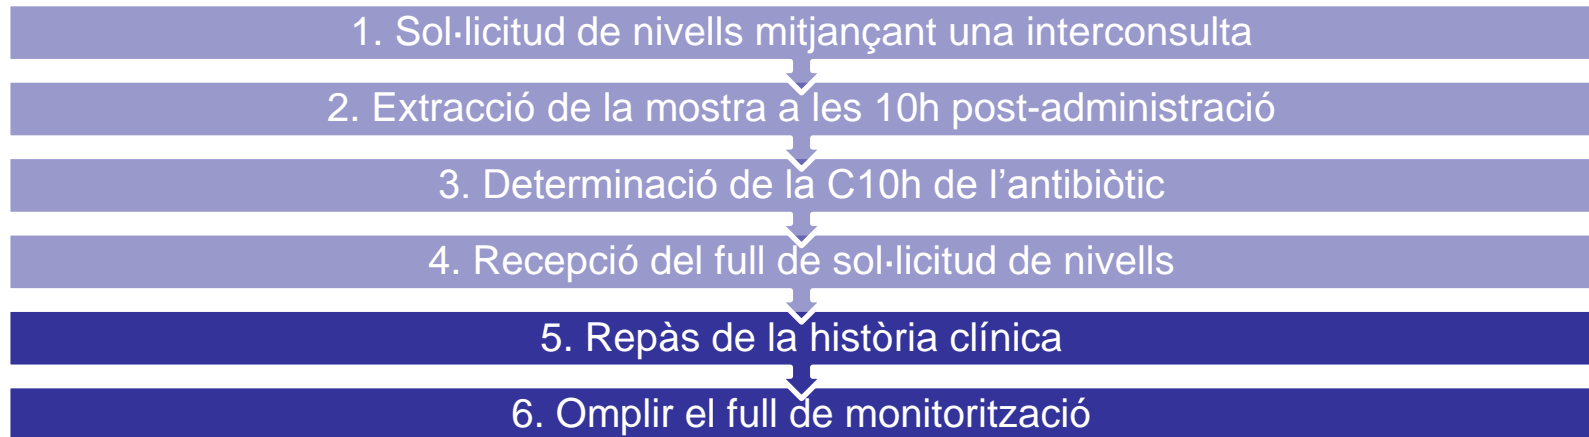 1. Sol·licitud de nivells mitjançant una interconsulta
2. Extracció de la mostra a les 10h post-administració
3. Determinació de la C10h de l’antibiòtic
4. Recepció del full de sol·licitud de nivells
5. Repàs de la història clínica
6. Omplir el full de monitorització